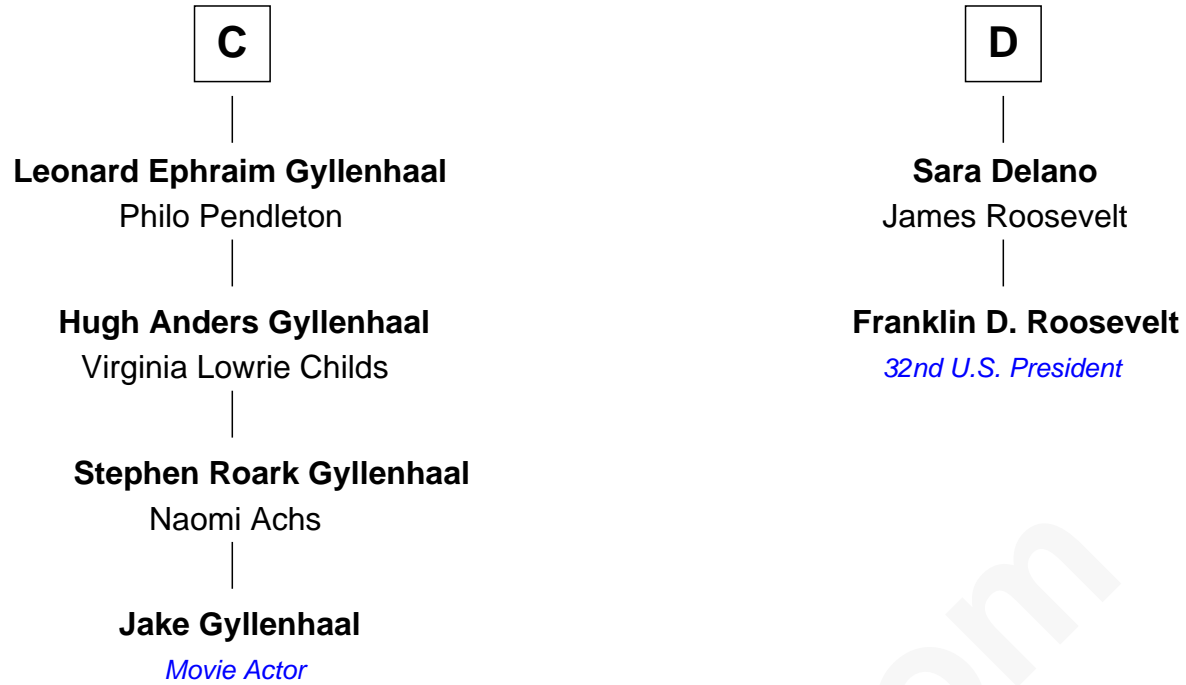 C
Leonard Ephraim Gyllenhaal
Philo Pendleton
Hugh Anders Gyllenhaal
Virginia Lowrie Childs
Stephen Roark Gyllenhaal
Naomi Achs
Jake Gyllenhaal
Movie Actor
D
Sara Delano
James Roosevelt
Franklin D. Roosevelt
32nd U.S. President
om